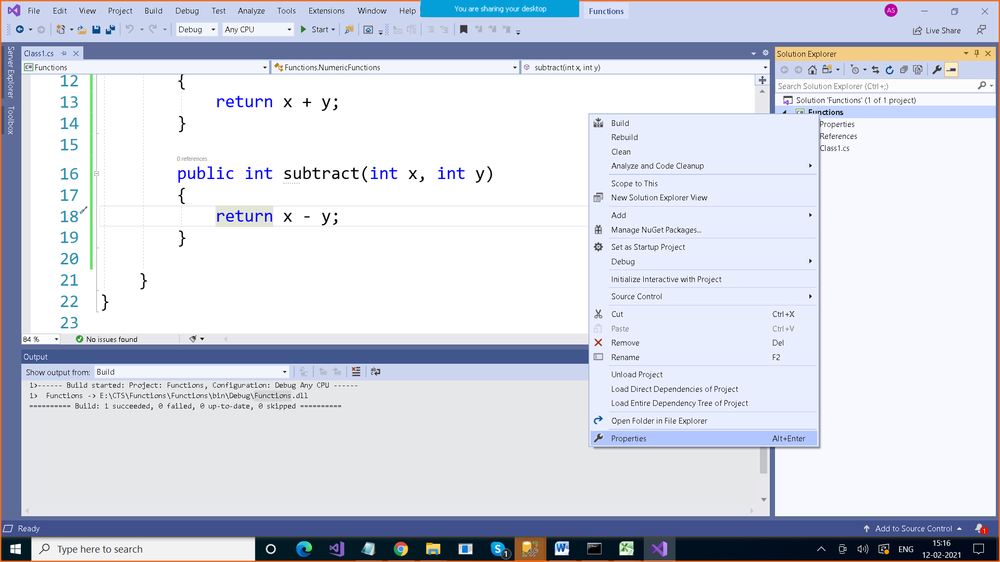 File Edit View Project Build Debug Test Analyze Tools Extensions Window Help
You are sharing your desktop
Functions
AS
Debug Any CPU Start
Live Share
Server Explorer
Toolbox
Class1.cs
Functions Functions.NumericFunctions subtract(int x, int y)
12 {
13 return x + y;
14 }
15
0 references
16 public int subtract(int x, int y)
17 {
18 return x - y;
19 }
20
21 }
22 }
23
84 % No issues found
Output
Show output from: Build
1>------ Build started: Project: Functions, Configuration: Debug Any CPU ------
1> Functions -> E:\CTS\Functions\Functions\bin\Debug\Functions.dll
========== Build: 1 succeeded, 0 failed, 0 up-to-date, 0 skipped ==========
Solution Explorer
Search Solution Explorer (Ctrl+;)
Solution 'Functions' (1 of 1 project)
C# Functions
Properties
References
Class1.cs
Build
Rebuild
Clean
Analyze and Code Cleanup
Scope to This
New Solution Explorer View
Add
Manage NuGet Packages...
Set as Startup Project
Debug
Initialize Interactive with Project
Source Control
Cut Ctrl+X
Paste Ctrl+V
Remove Del
Rename F2
Unload Project
Load Direct Dependencies of Project
Load Entire Dependency Tree of Project
Open Folder in File Explorer
Properties Alt+Enter
Ready
Add to Source Control
1
Type here to search
1
ENG
15:16
12-02-2021